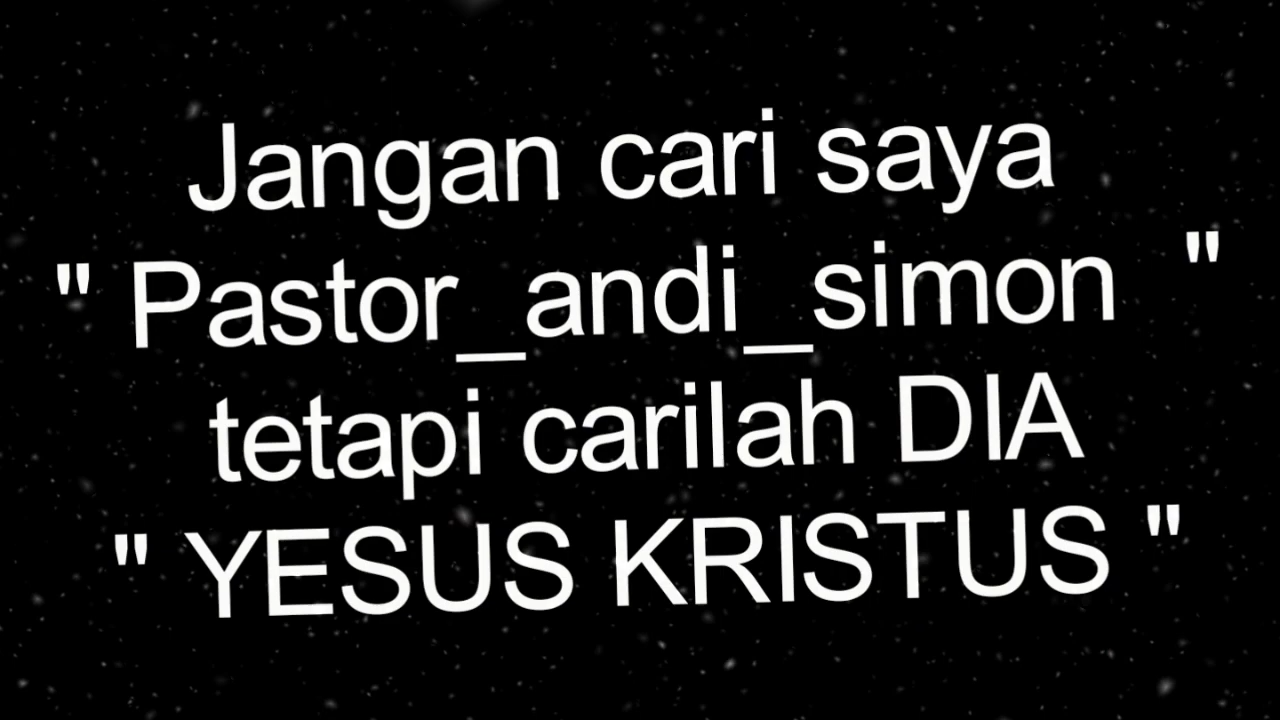 Jangan cari saya
" Pastor_andi_simon "
tetapi carilah DIA
" YESUS KRISTUS "